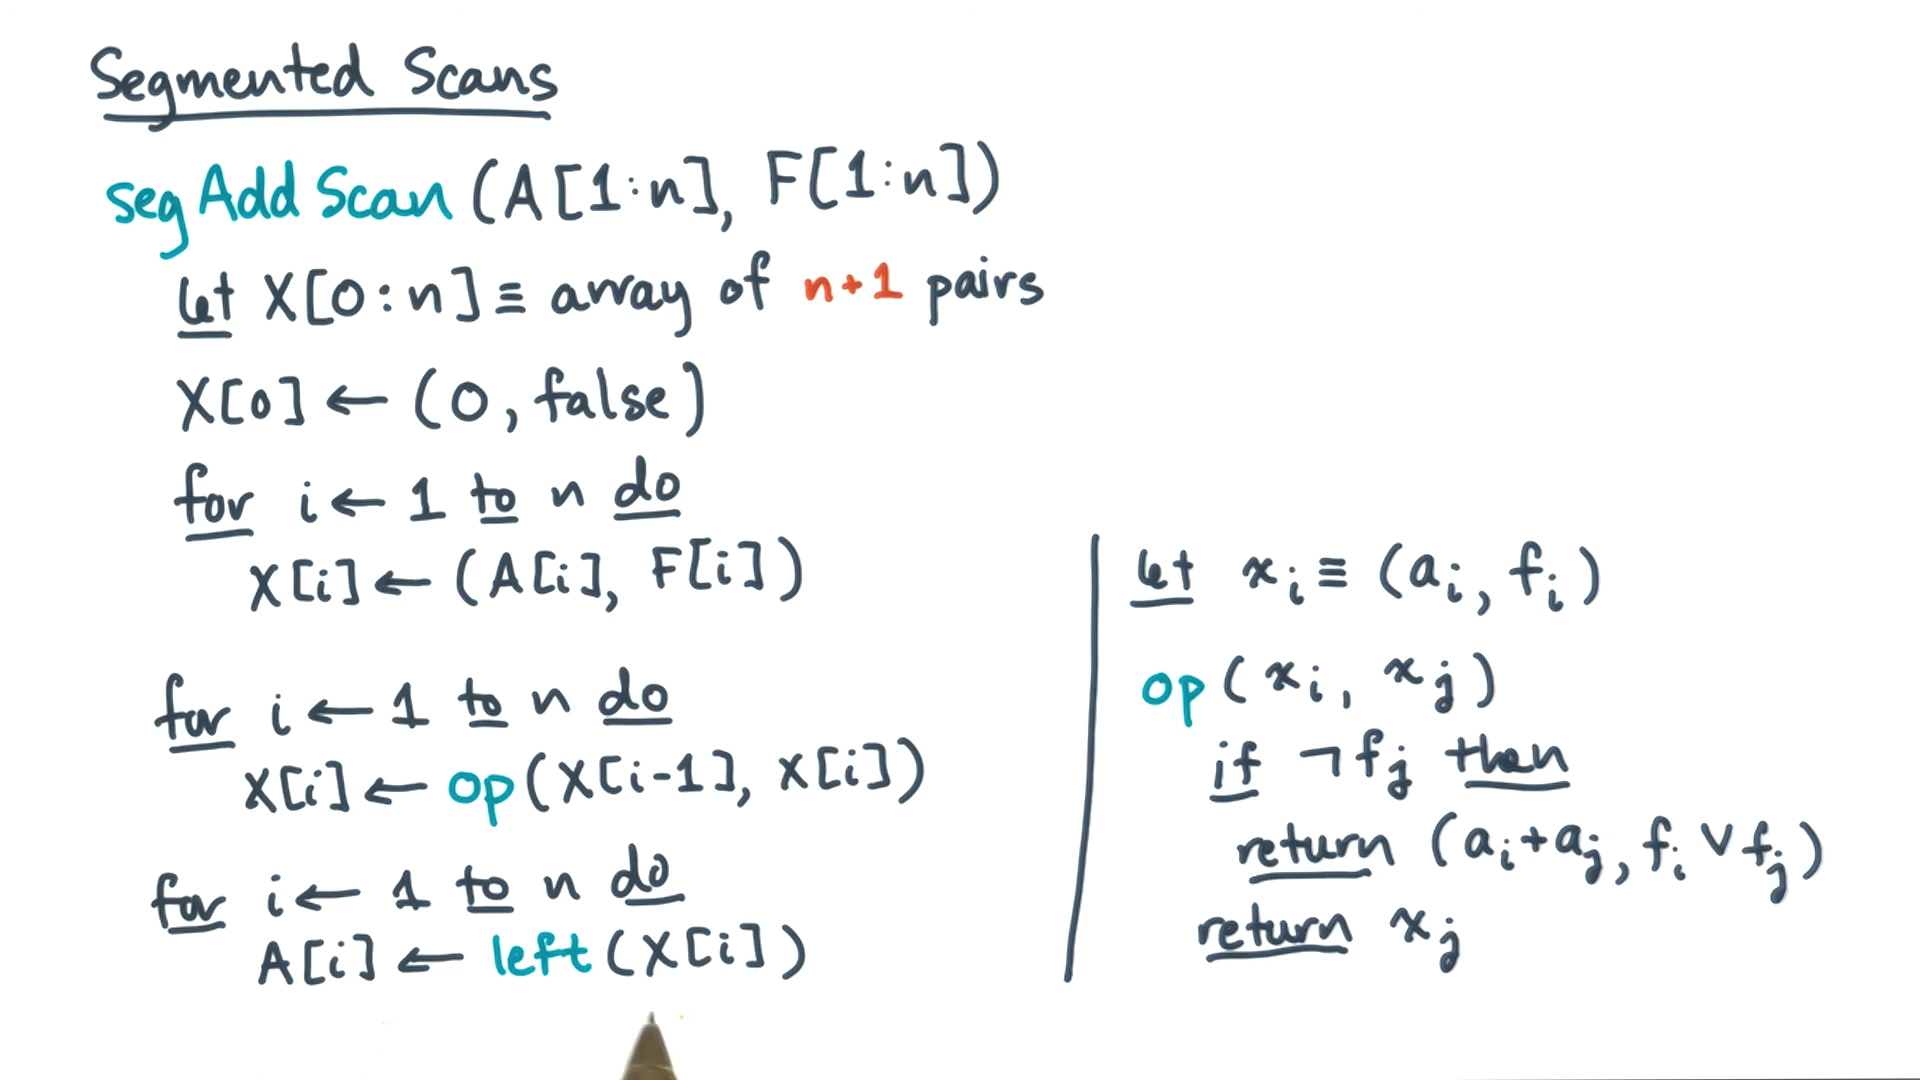 Segmented Scans
segAddScan (A[1:n], F[1:n])
let X[0:n] ≡ array of n+1 pairs
X[0] ← (0, false)
for i ← 1 to n do
X[i] ← (A[i], F[i])
for i ← 1 to n do
X[i] ← op(X[i-1], X[i])
for i ← 1 to n do
A[i] ← left(X[i])
let xᵢ ≡ (aᵢ, fᵢ)
op(xᵢ, xⱼ)
if ¬fⱼ then
return (aᵢ+aⱼ, fᵢ ∨ fⱼ)
return xⱼ